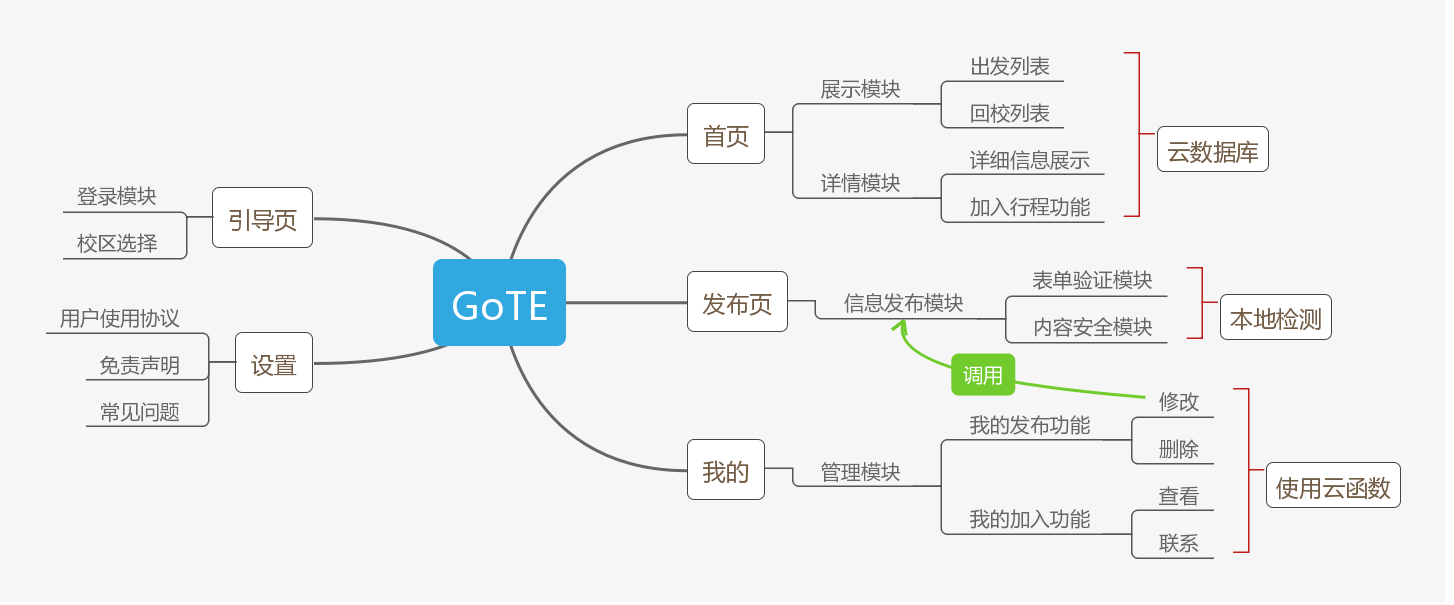 GoTE
引导页
登录模块
校区选择
设置
用户使用协议
免责声明
常见问题
首页
展示模块
出发列表
回校列表
详情模块
详细信息展示
加入行程功能
云数据库
发布页
信息发布模块
表单验证模块
内容安全模块
本地检测
调用
我的
管理模块
我的发布功能
修改
删除
我的加入功能
查看
联系
使用云函数